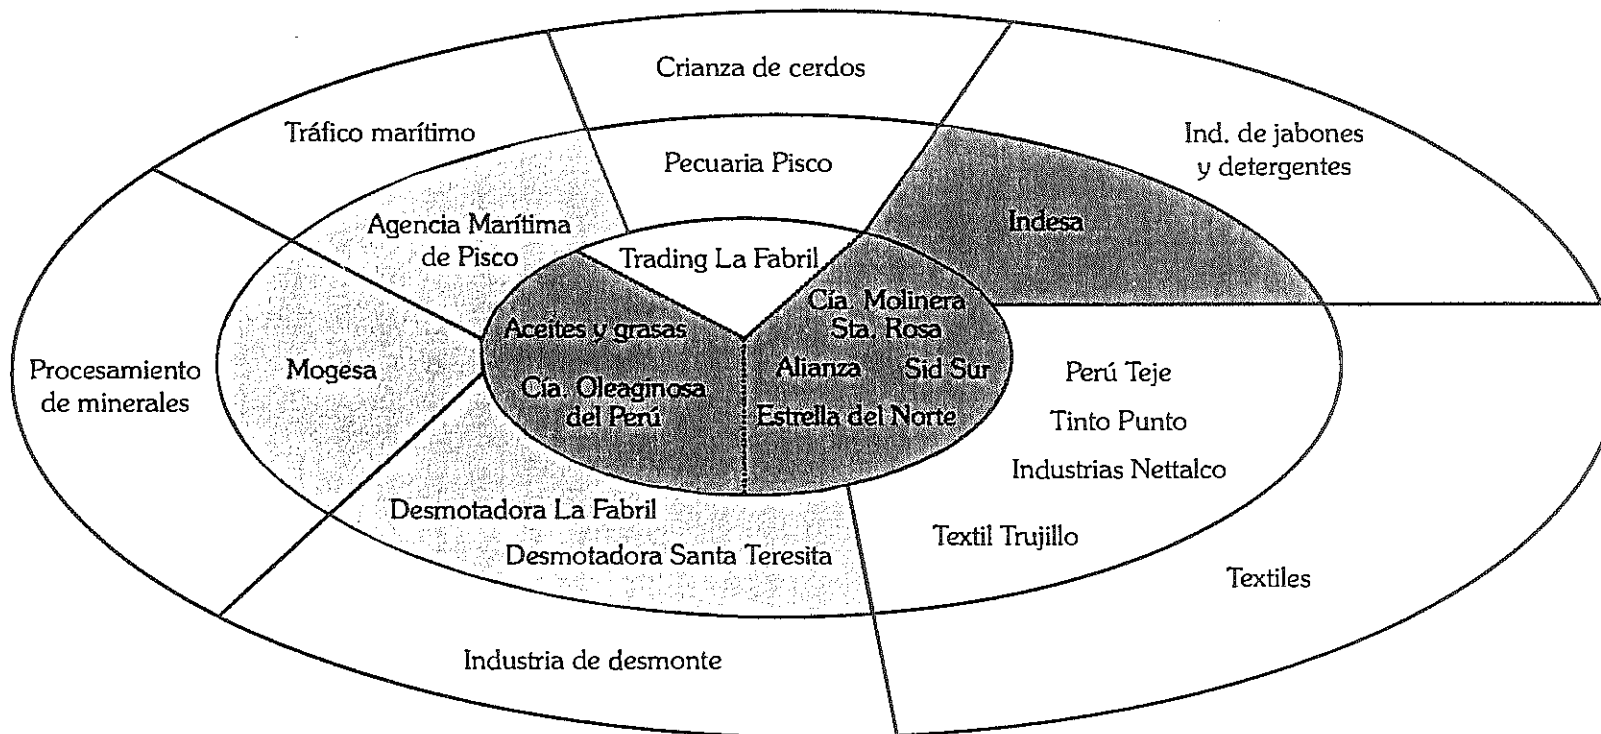 Crianza de cerdos
Tráfico marítimo
Ind. de jabones
y detergentes
Pecuaria Pisco
Agencia Marítima
de Pisco
Indesa
Trading La Fabril
Cía. Molinera
Sta. Rosa
Aceites y grasas
Alianza
Sid Sur
Procesamiento
de minerales
Mogesa
Cía. Oleaginosa
del Perú
Estrella del Norte
Perú Teje
Tinto Punto
Industrias Nettalco
Desmotadora La Fabril
Textil Trujillo
Desmotadora Santa Teresita
Textiles
Industria de desmonte